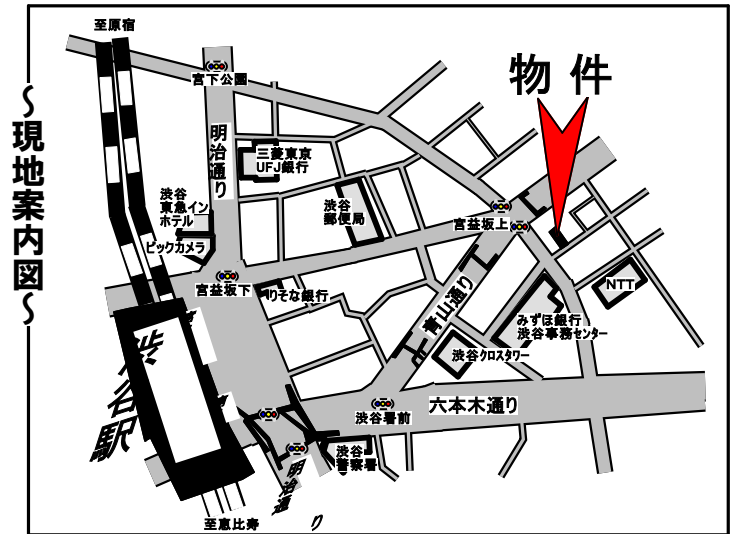 ～現地案内図～
至原宿
宮下公園
物件
明治通り
三菱東京
UFJ銀行
渋谷
東急イン
ホテル
ビックカメラ
渋谷
郵便局
宮益坂上
宮益坂下
りそな銀行
青山通り
NTT
みずほ銀行
渋谷事務センター
渋谷クロスタワー
渋谷駅
六本木通り
渋谷署前
渋谷
警察署
明治通り
至恵比寿